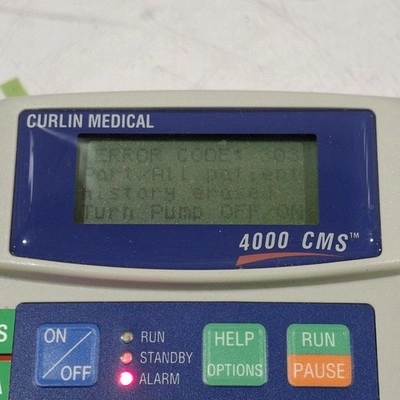 CURLIN MEDICAL
ERROR CODE: 303
Part/All patient
history erased.
Turn Pump OFF/ON
4000 CMS™
ON
OFF
RUN
STANDBY
ALARM
HELP
OPTIONS
RUN
PAUSE
S
A